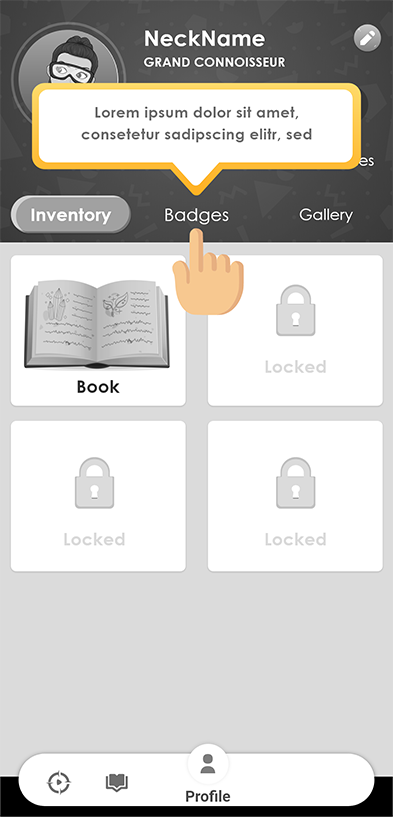 NeckName
GRAND CONNOISSEUR
Lorem ipsum dolor sit amet,
consetetur sadipscing elitr, sed
es
Inventory
Badges
Gallery
Book
Locked
Locked
Locked
Profile